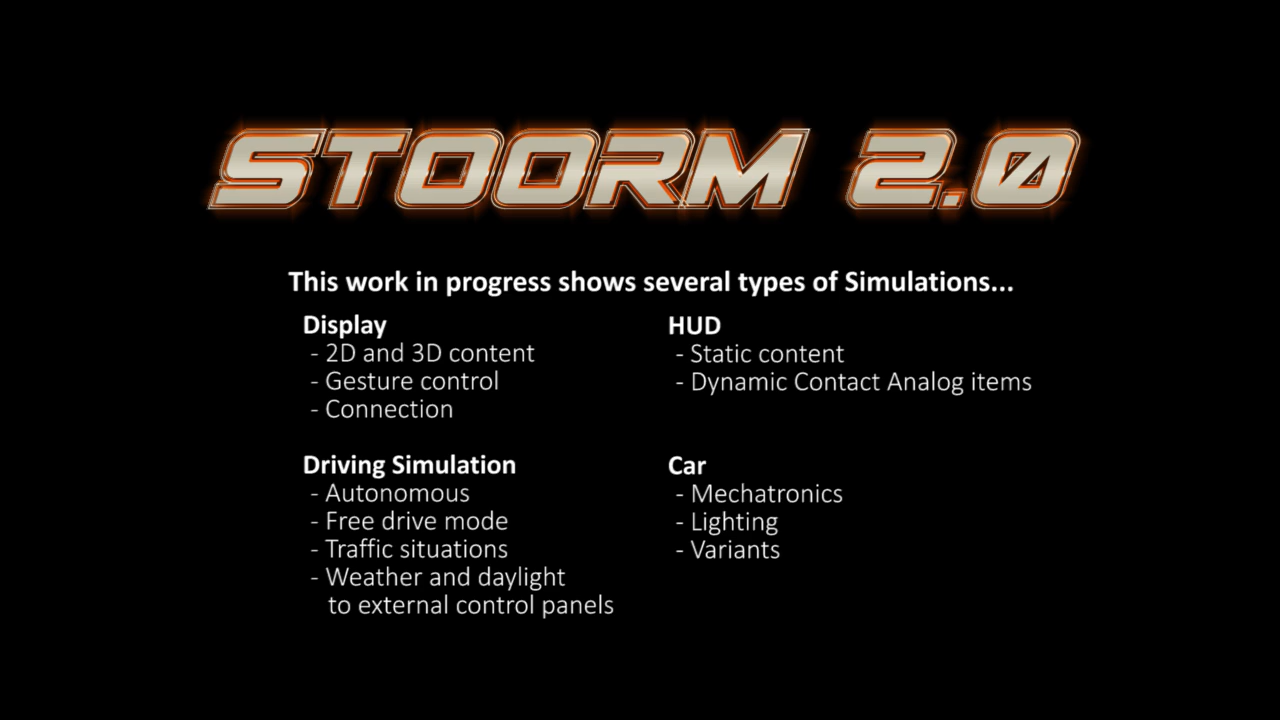 STOORM 2.0
This work in progress shows several types of Simulations...
Display
- 2D and 3D content
- Gesture control
- Connection
HUD
- Static content
- Dynamic Contact Analog items
Driving Simulation
- Autonomous
- Free drive mode
- Traffic situations
- Weather and daylight
to external control panels
Car
- Mechatronics
- Lighting
- Variants